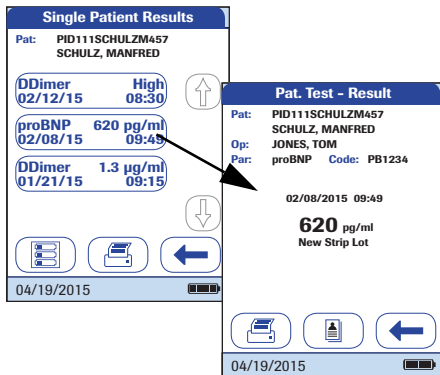 Single Patient Results
Pat: PID111SCHULZM457
SCHULZ, MANFRED
DDimer High
02/12/15 08:30
proBNP 620 pg/ml
02/08/15 09:49
DDimer 1.3 µg/ml
01/21/15 09:15
04/19/2015
Pat. Test - Result
Pat: PID111SCHULZM457
SCHULZ, MANFRED
Op: JONES, TOM
Par: proBNP Code: PB1234
02/08/2015 09:49
620 pg/ml
New Strip Lot
04/19/2015